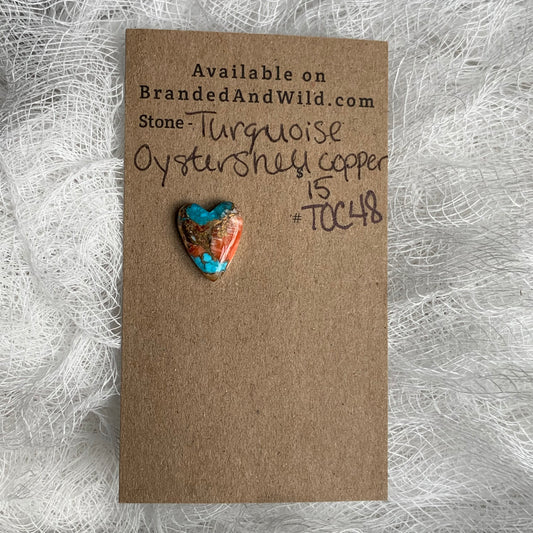 Available on
BrandedAndWild.com
Stone - Turquoise
Oystershell & copper
15
# TOC48